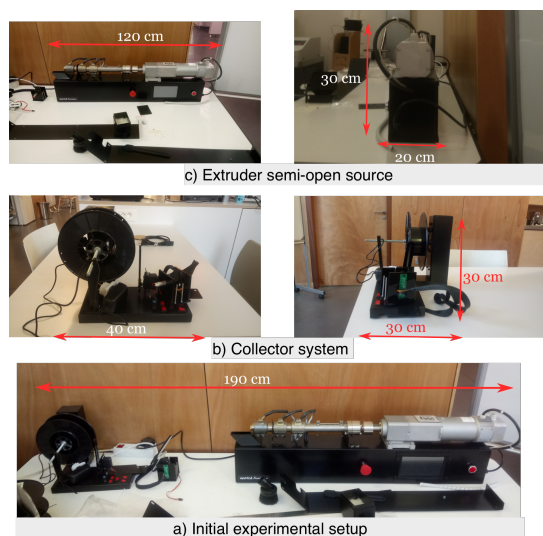 120 cm
30 cm
20 cm
c) Extruder semi-open source
40 cm
30 cm
30 cm
b) Collector system
190 cm
a) Initial experimental setup